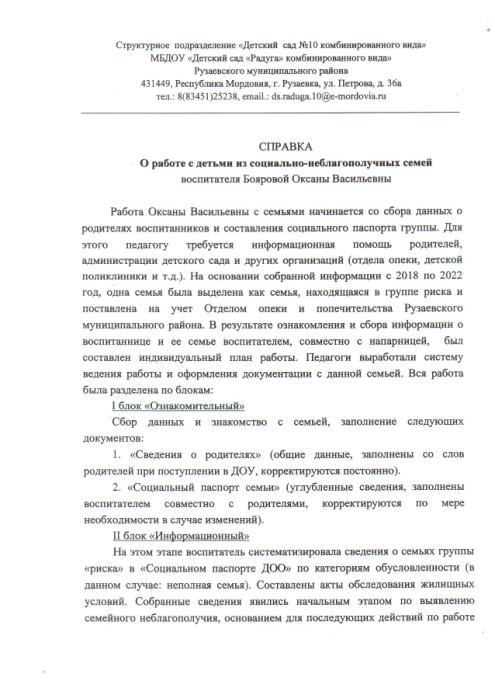 Структурное подразделение «Детский сад №10 комбинированного вида»
МБДОУ «Детский сад «Радуга» комбинированного вида»
Рузаевского муниципального района
431449, Республика Мордовия, г. Рузаевка, ул. Петрова, д. 36а
тел.: 8(83451)25238, email.: ds.raduga.10@e-mordovia.ru
СПРАВКА
О работе с детьми из социально-неблагополучных семей
воспитателя Бояровой Оксаны Васильевны
Работа Оксаны Васильевны с семьями начинается со сбора данных о
родителях воспитанников и составления социального паспорта группы. Для
этого педагогу требуется информационная помощь родителей,
администрации детского сада и других организаций (отдела опеки, детской
поликлиники и т.д.). На основании собранной информации с 2018 по 2022
год, одна семья была выделена как семья, находящаяся в группе риска и
поставлена на учет Отделом опеки и попечительства Рузаевского
муниципального района. В результате ознакомления и сбора информации о
воспитаннице и ее семье воспитателем, совместно с напарницей, был
составлен индивидуальный план работы. Педагоги выработали систему
ведения работы и оформления документации с данной семьей. Вся работа
была разделена по блокам:
I блок «Ознакомительный»
Сбор данных и знакомство с семьей, заполнение следующих
документов:
1. «Сведения о родителях» (общие данные, заполнены со слов
родителей при поступлении в ДОУ, корректируются постоянно).
2. «Социальный паспорт семьи» (углубленные сведения, заполнены
воспитателем совместно с родителями, корректируются по мере
необходимости в случае изменений).
II блок «Информационный»
На этом этапе воспитатель систематизировала сведения о семьях группы
«риска» в «Социальном паспорте ДОО» по категориям обусловленности (в
данном случае: неполная семья). Составлены акты обследования жилищных
условий. Собранные сведения явились начальным этапом по выявлению
семейного неблагополучия, основанием для последующих действий по работе